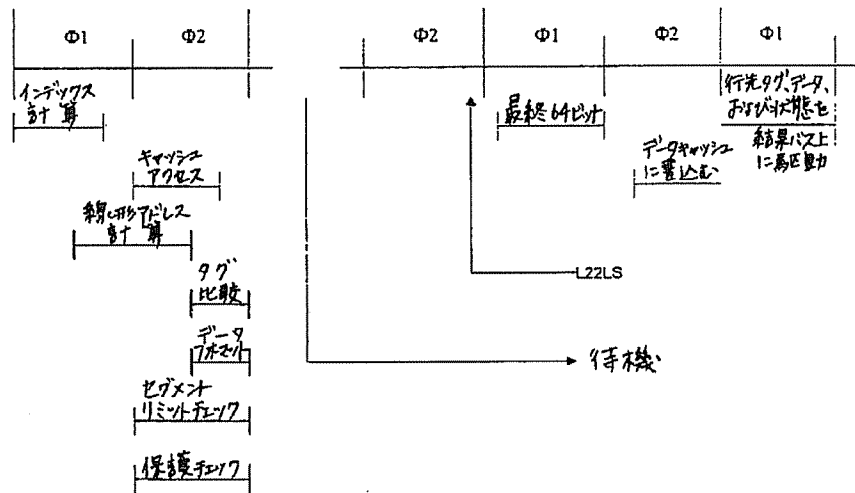 Φ1 Φ2 Φ2 Φ1 Φ2 Φ1
インデックス
計算
キャッシュ
アクセス
線形アドレス
計算
タグ
比較
データ
フォーマット
セグメント
リミットチェック
保護チェック
最終64ビット
データキャッシュ
に書込む
行先タグ、データ、
および状態を
結果バス上
に駆動
L22LS
待機